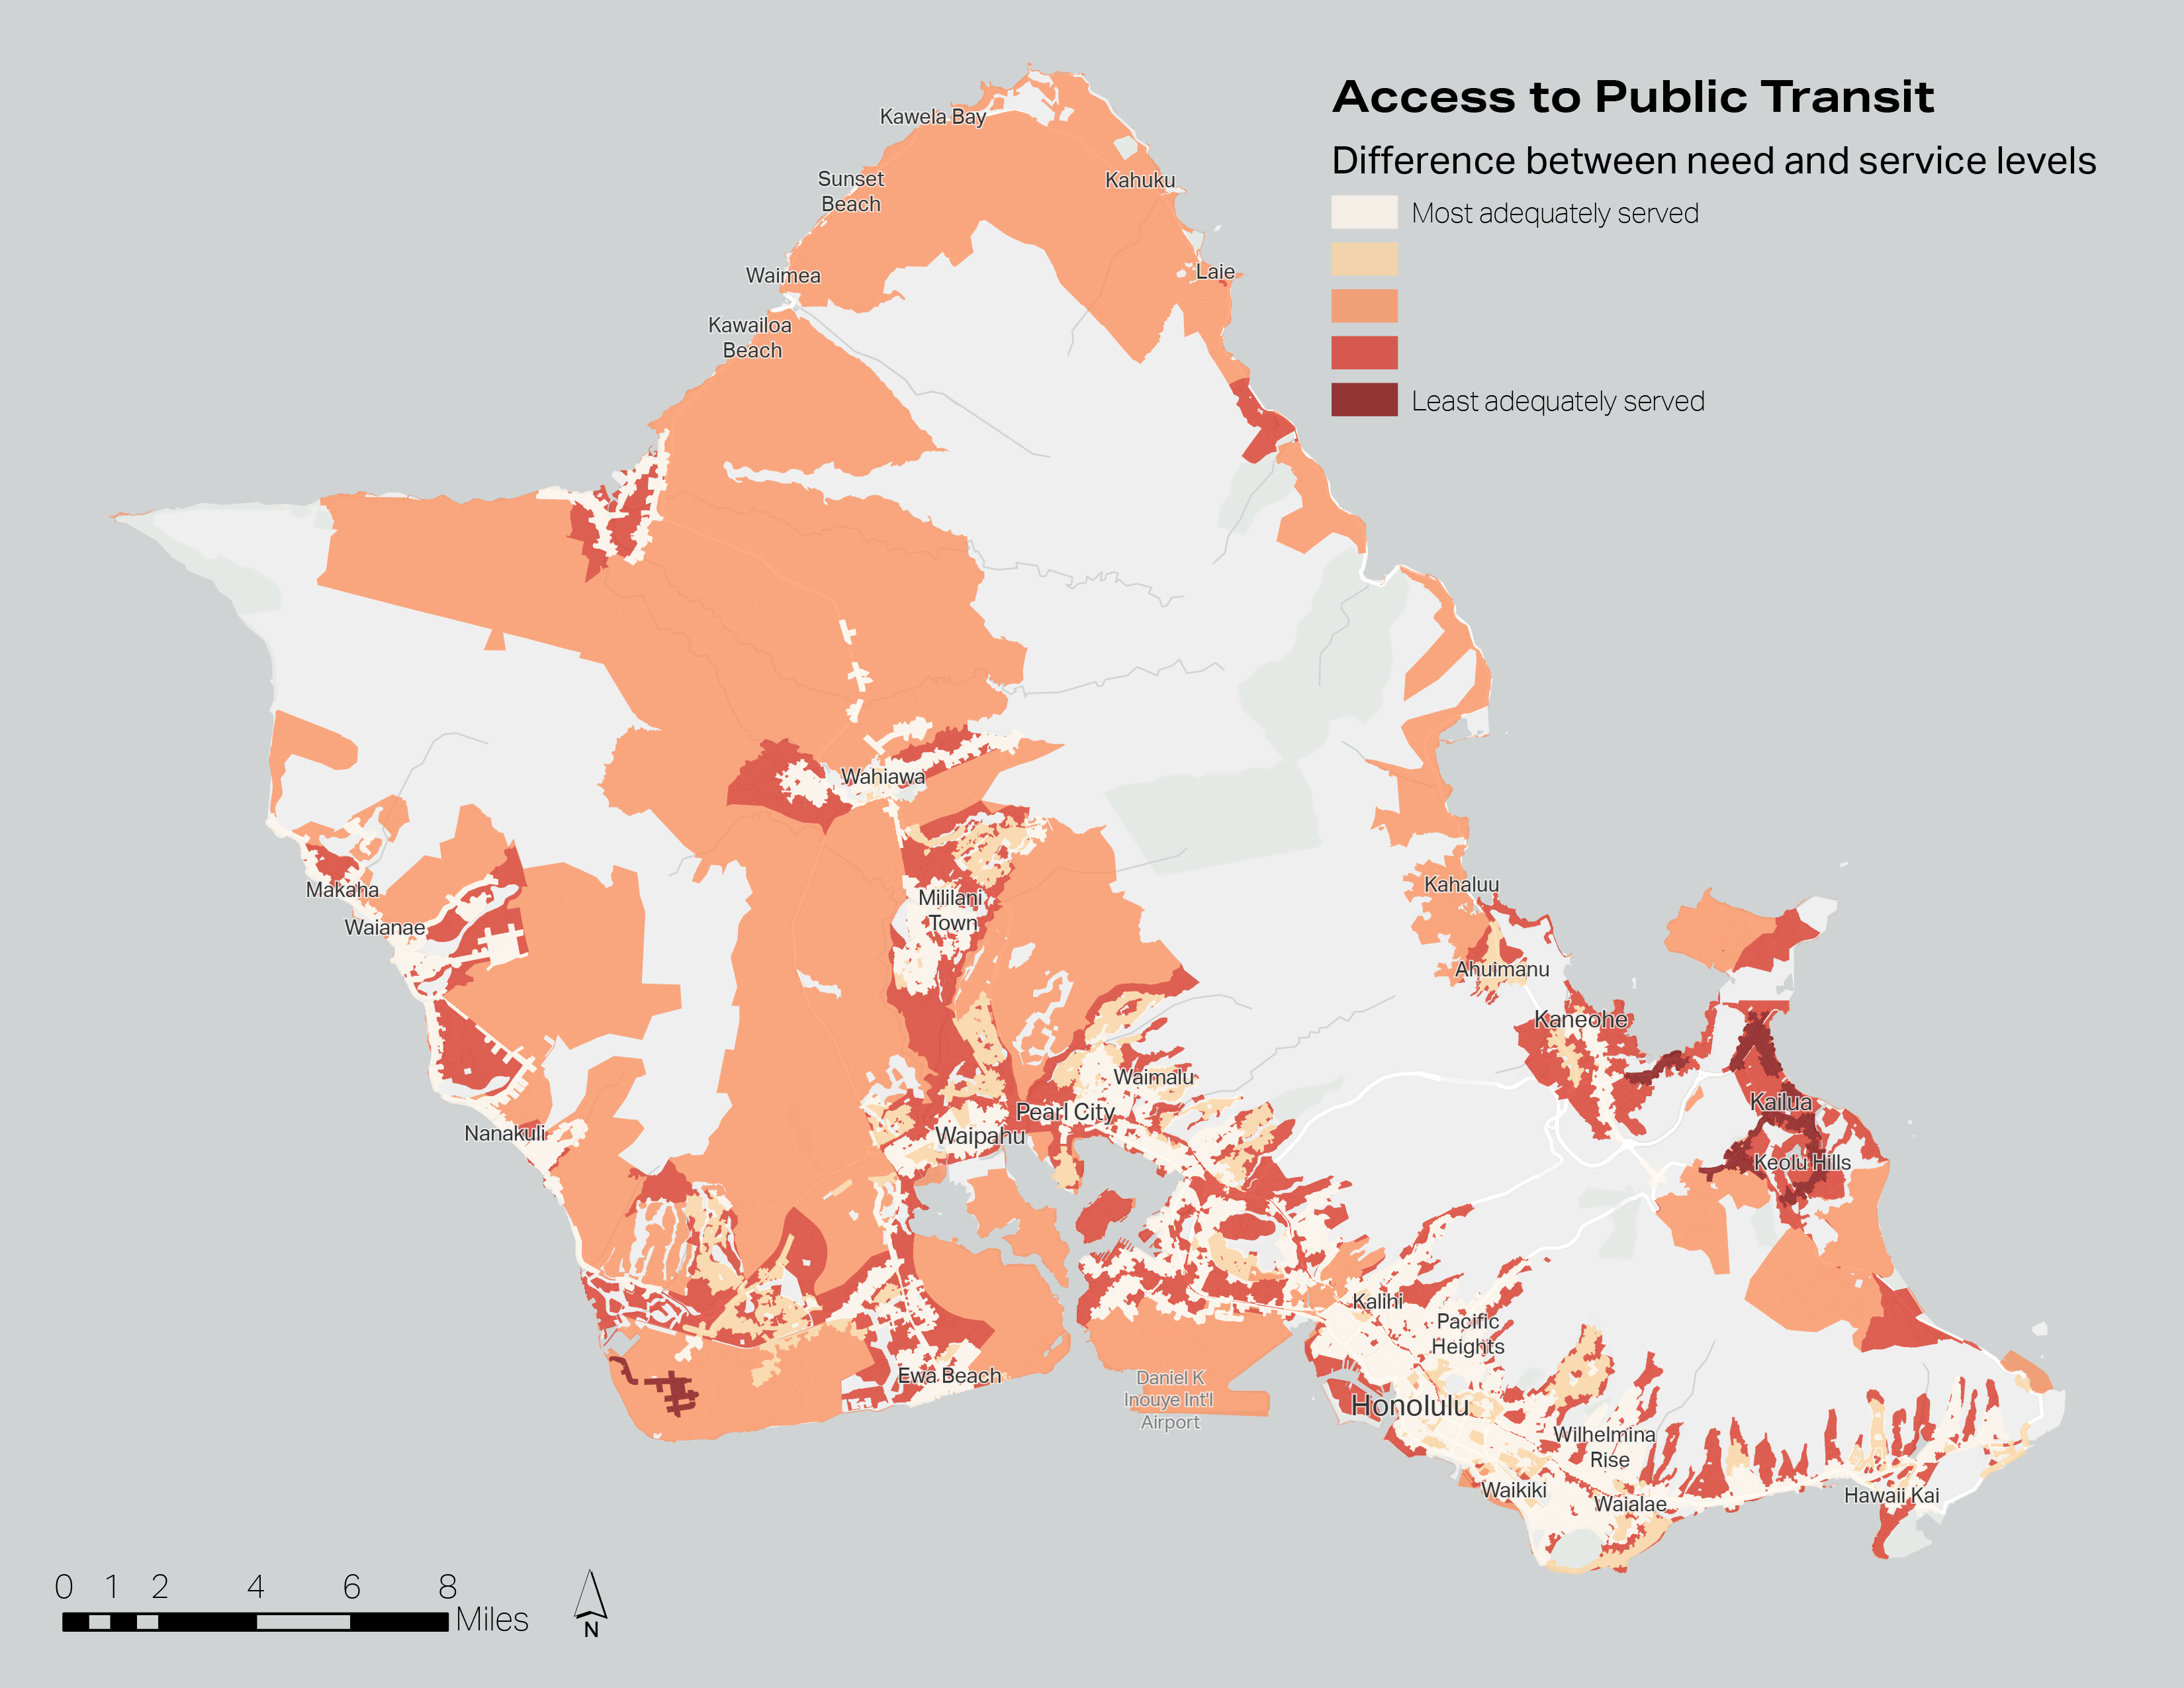 Access to Public Transit
Difference between need and service levels
Most adequately served
Least adequately served
Kawela Bay
Sunset
Beach
Kahuku
Waimea
Laie
Kawailoa
Beach
Wahiawa
Makaha
Waianae
Mililani
Town
Kahaluu
Ahuimanu
Kaneohe
Waimalu
Pearl City
Waipahu
Nanakuli
Kailua
Keolu Hills
Kalihi
Pacific
Heights
Ewa Beach
Daniel K
Inouye Int'l
Airport
Honolulu
Wilhelmina
Rise
Waikiki
Waialae
Hawaii Kai
0 1 2 4 6 8
Miles
N